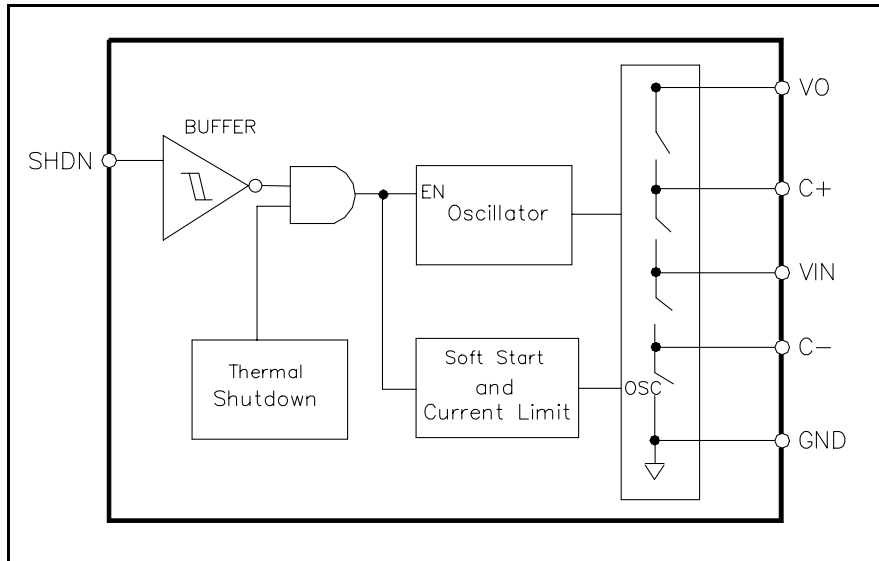 VO
BUFFER
SHDN
C+
EN
Oscillator
VIN
C-
Thermal
Shutdown
Soft Start
and
Current Limit
OSC
GND